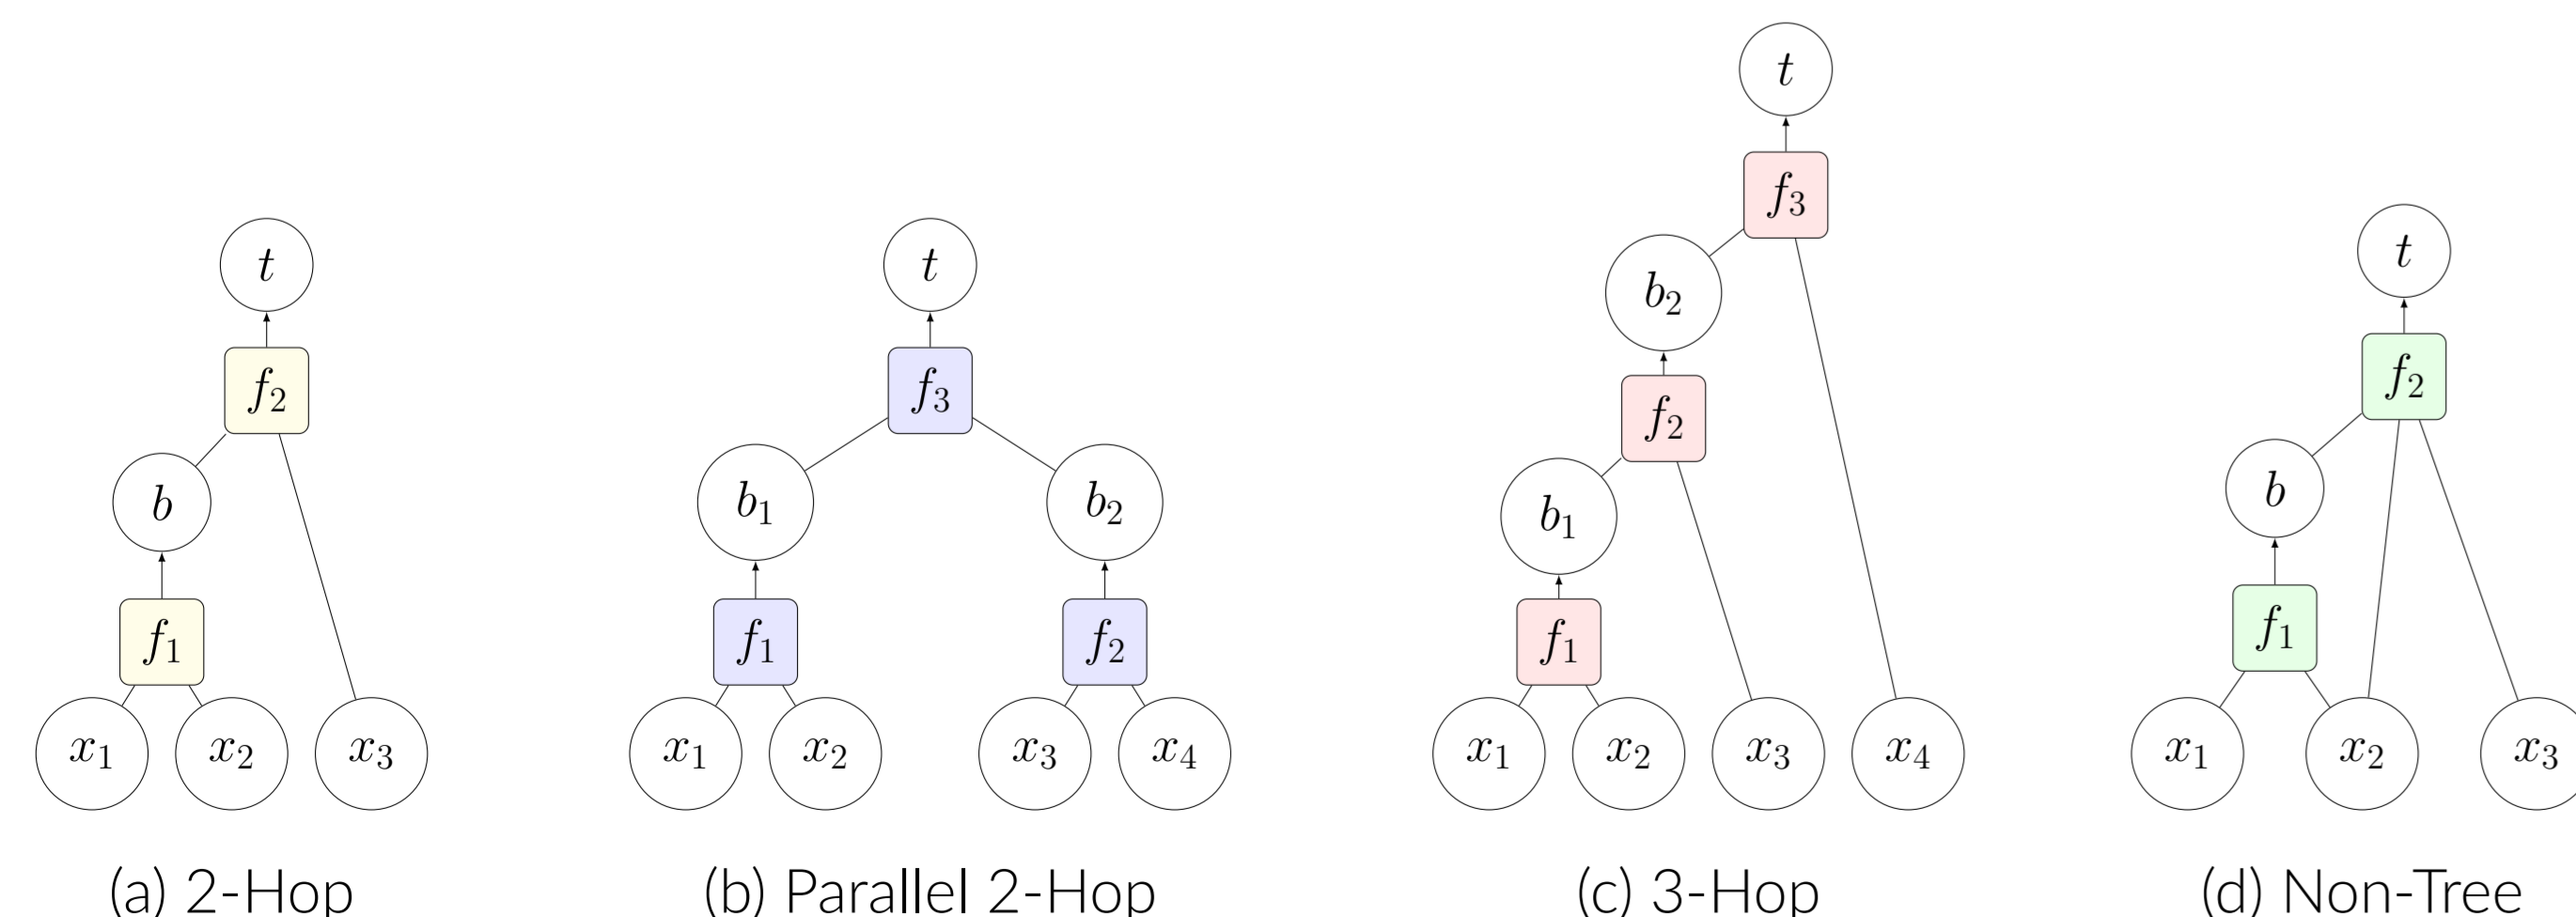 t
f₂
b
f₁
x₁ x₂ x₃
(a) 2-Hop
t
f₃
b₁ b₂
f₁ f₂
x₁ x₂ x₃ x₄
(b) Parallel 2-Hop
t
f₃
b₂
f₂
b₁
f₁
x₁ x₂ x₃ x₄
(c) 3-Hop
t
f₂
b
f₁
x₁ x₂ x₃
(d) Non-Tree